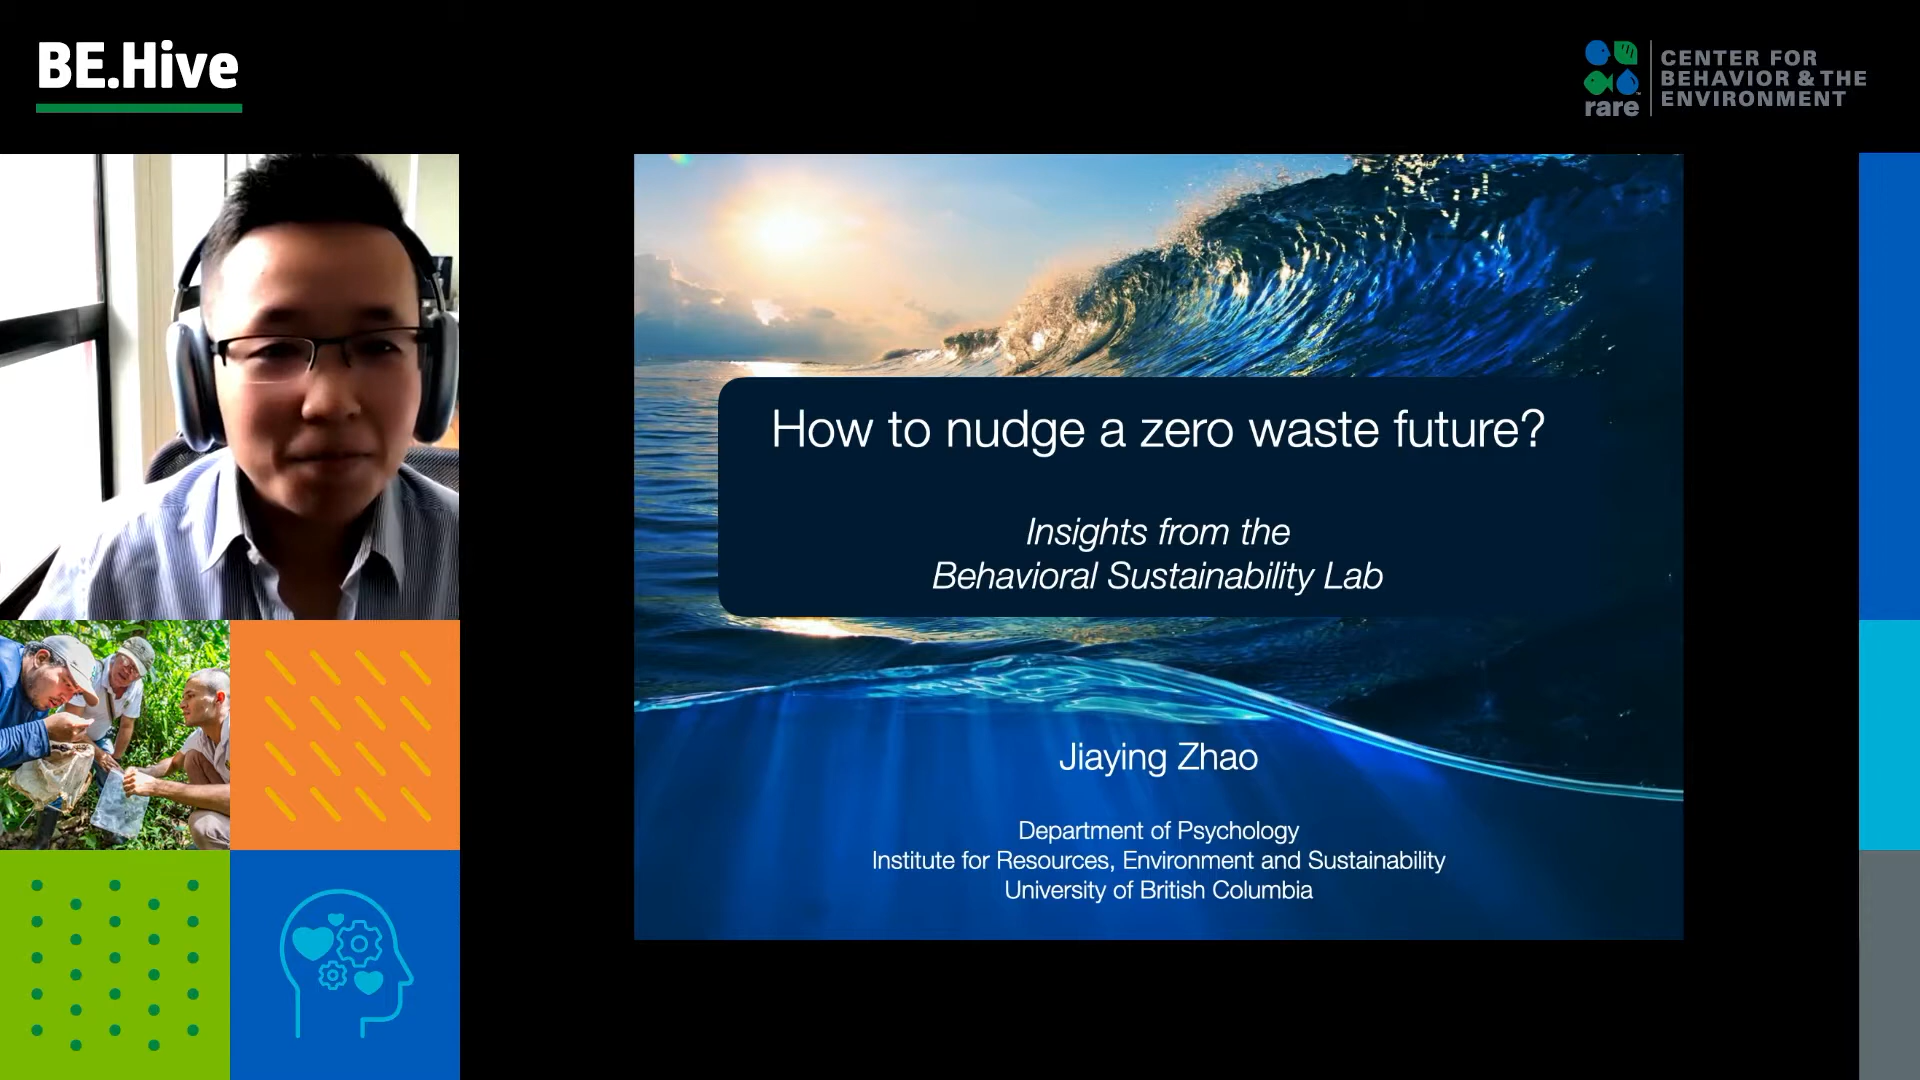 BE.Hive
rare
CENTER FOR
BEHAVIOR & THE
ENVIRONMENT
How to nudge a zero waste future?
Insights from the
Behavioral Sustainability Lab
Jiaying Zhao
Department of Psychology
Institute for Resources, Environment and Sustainability
University of British Columbia